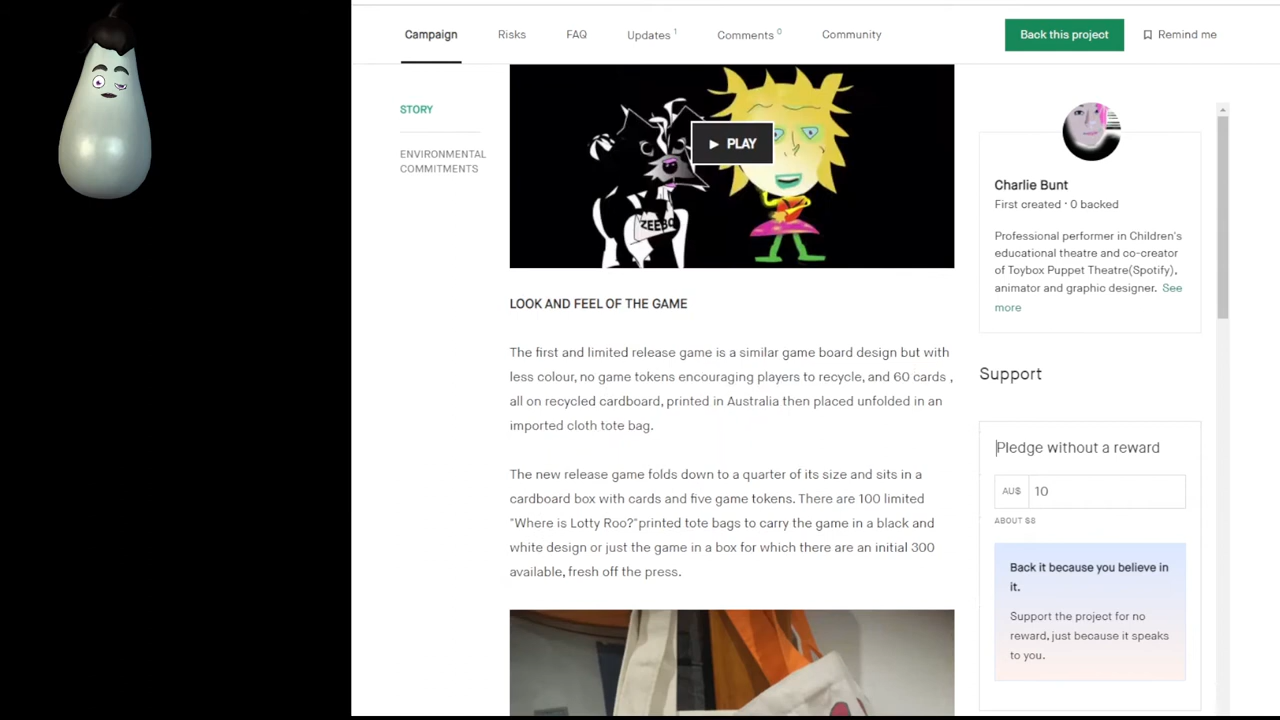 Campaign
Risks
FAQ
Updates 1
Comments 0
Community
Back this project
Remind me
STORY
ENVIRONMENTAL
COMMITMENTS
PLAY
ZEEBO
LOOK AND FEEL OF THE GAME
The first and limited release game is a similar game board design but with
less colour, no game tokens encouraging players to recycle, and 60 cards ,
all on recycled cardboard, printed in Australia then placed unfolded in an
imported cloth tote bag.
The new release game folds down to a quarter of its size and sits in a
cardboard box with cards and five game tokens. There are 100 limited
"Where is Lotty Roo?"printed tote bags to carry the game in a black and
white design or just the game in a box for which there are an initial 300
available, fresh off the press.
Charlie Bunt
First created · 0 backed
Professional performer in Children's
educational theatre and co-creator
of Toybox Puppet Theatre(Spotify),
animator and graphic designer. See
more
Support
Pledge without a reward
AU$ 10
ABOUT $8
Back it because you believe in
it.
Support the project for no
reward, just because it speaks
to you.